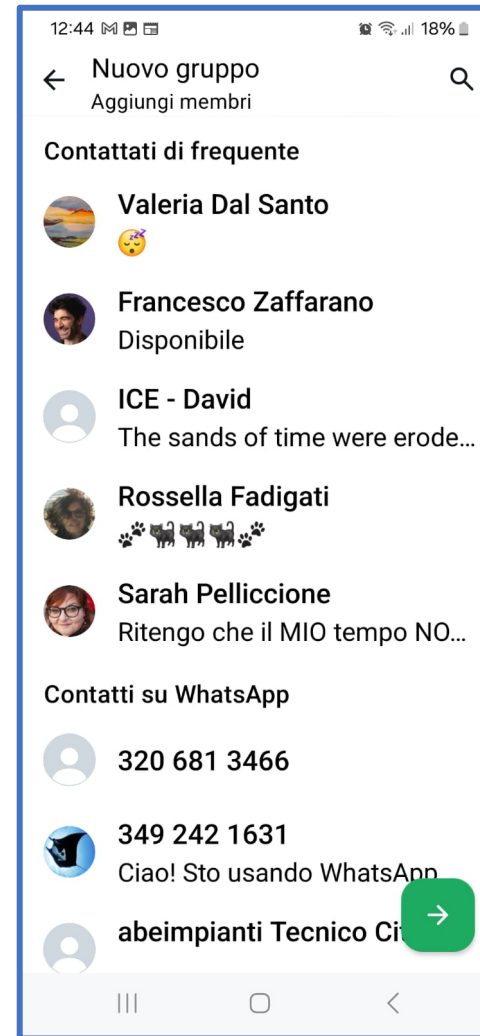 12:44 18%
Nuovo gruppo
Aggiungi membri
Contattati di frequente
Valeria Dal Santo
😴
Francesco Zaffarano
Disponibile
ICE - David
The sands of time were erode...
Rossella Fadigati
🐾🐈‍⬛🐈‍⬛🐈‍⬛🐾
Sarah Pelliccione
Ritengo che il MIO tempo NO...
Contatti su WhatsApp
320 681 3466
349 242 1631
Ciao! Sto usando WhatsApp
abeimpianti Tecnico